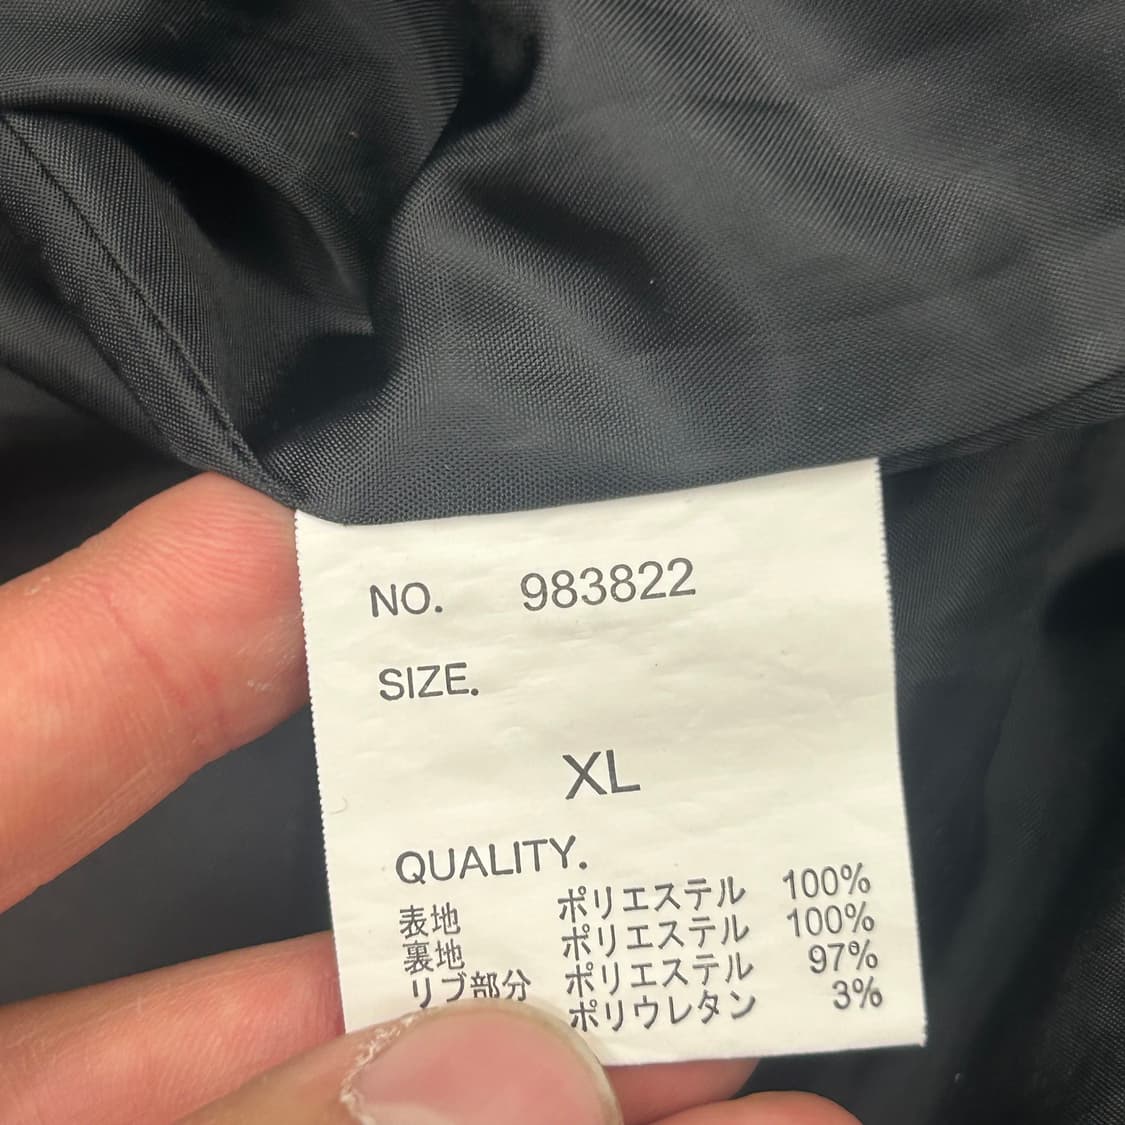 NO. 983822
SIZE.
XL
QUALITY.
表地 ポリエステル 100%
裏地 ポリエステル 100%
リブ部分 ポリエステル 97%
ポリウレタン 3%